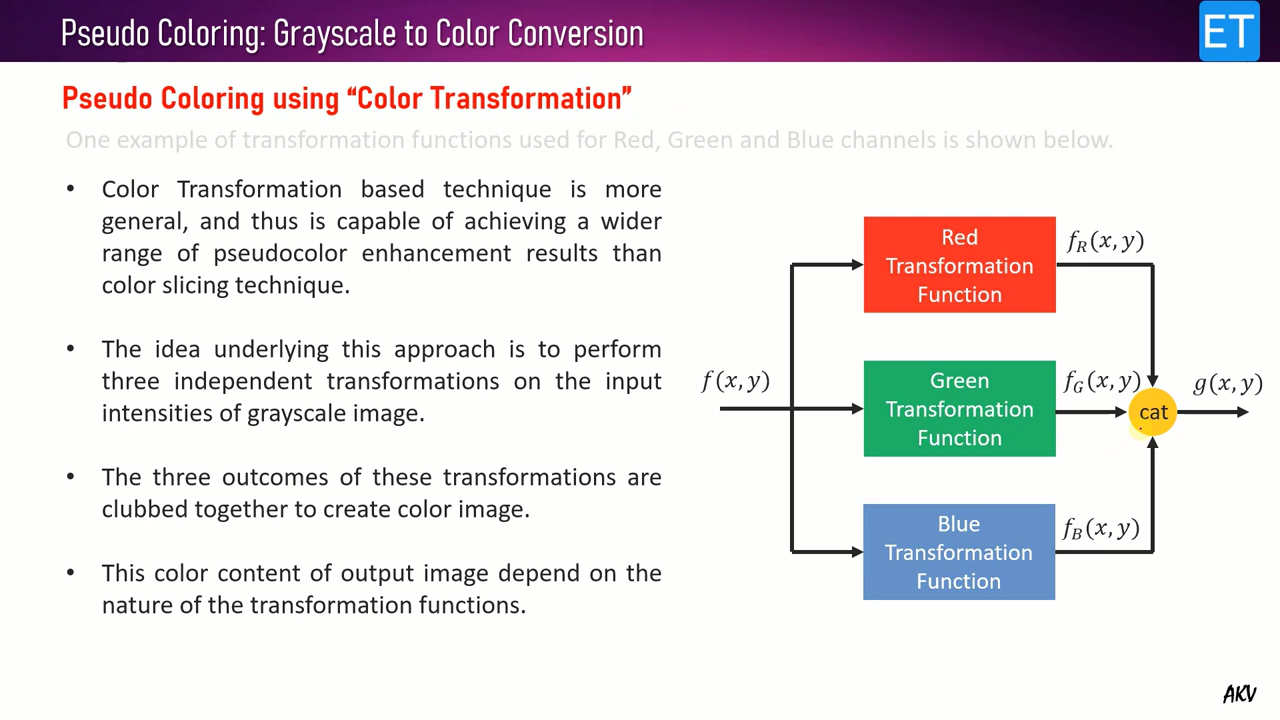 Pseudo Coloring: Grayscale to Color Conversion
ET
Pseudo Coloring using “Color Transformation”
One example of transformation functions used for Red, Green and Blue channels is shown below.
• Color Transformation based technique is more
general, and thus is capable of achieving a wider
range of pseudocolor enhancement results than
color slicing technique.
• The idea underlying this approach is to perform
three independent transformations on the input
intensities of grayscale image.
• The three outcomes of these transformations are
clubbed together to create color image.
• This color content of output image depend on the
nature of the transformation functions.
f(x, y)
Red
Transformation
Function
f_R(x, y)
Green
Transformation
Function
f_G(x, y)
Blue
Transformation
Function
f_B(x, y)
cat
g(x, y)
AKV